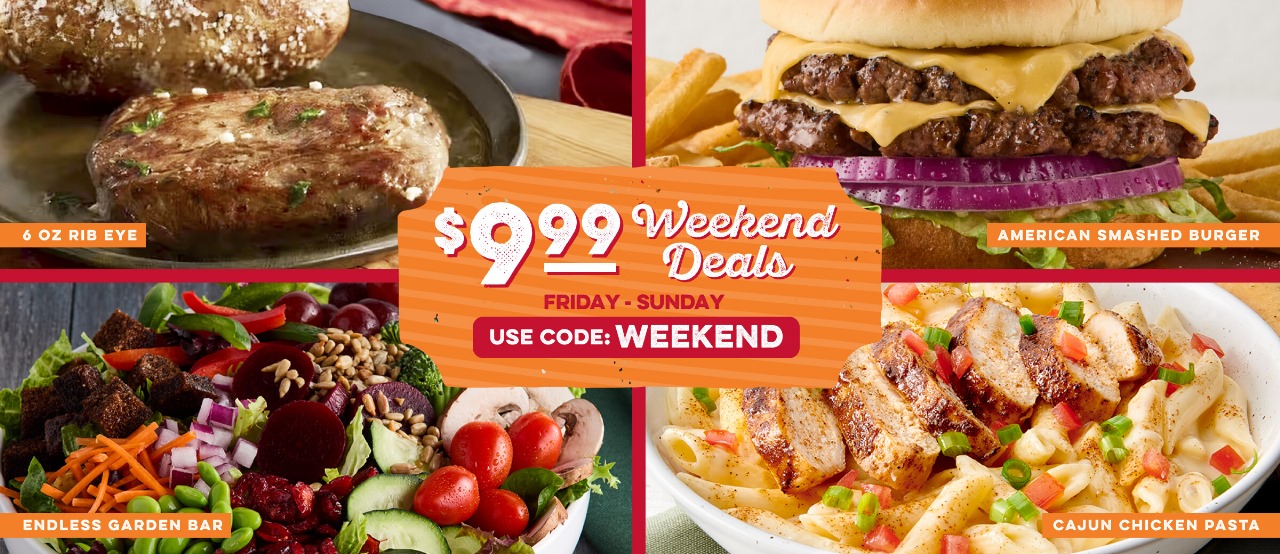 6 OZ RIB EYE
AMERICAN SMASHED BURGER
$9.99 Weekend
Deals
FRIDAY - SUNDAY
USE CODE: WEEKEND
ENDLESS GARDEN BAR
CAJUN CHICKEN PASTA